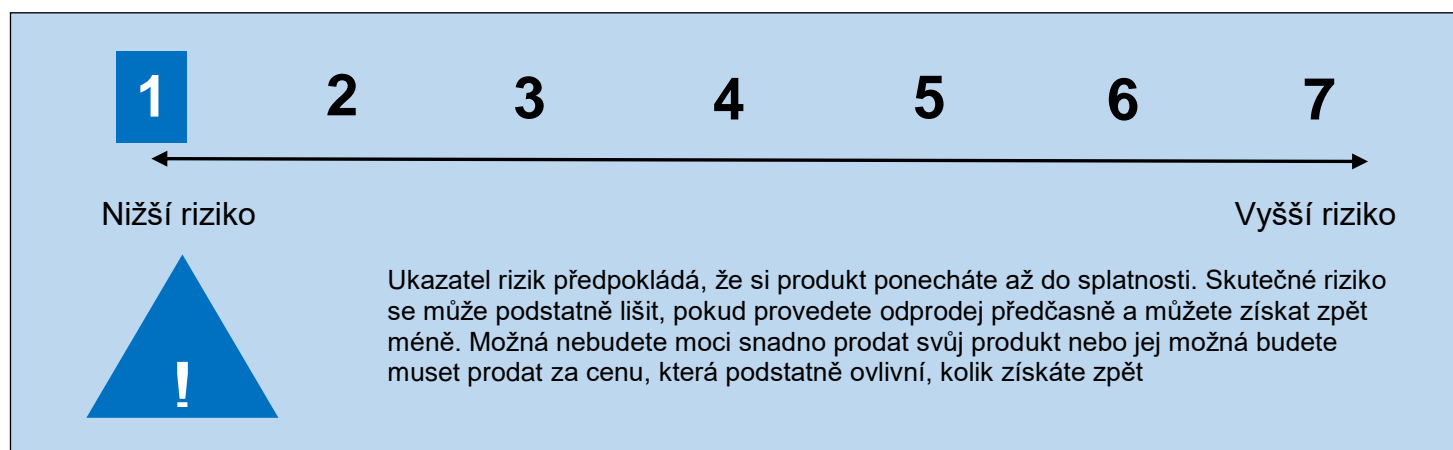 1 2 3 4 5 6 7
Nižší riziko Vyšší riziko
Ukazatel rizik předpokládá, že si produkt ponecháte až do splatnosti. Skutečné riziko
se může podstatně lišit, pokud provedete odprodej předčasně a můžete získat zpět
méně. Možná nebudete moci snadno prodat svůj produkt nebo jej možná budete
muset prodat za cenu, která podstatně ovlivní, kolik získáte zpět
!